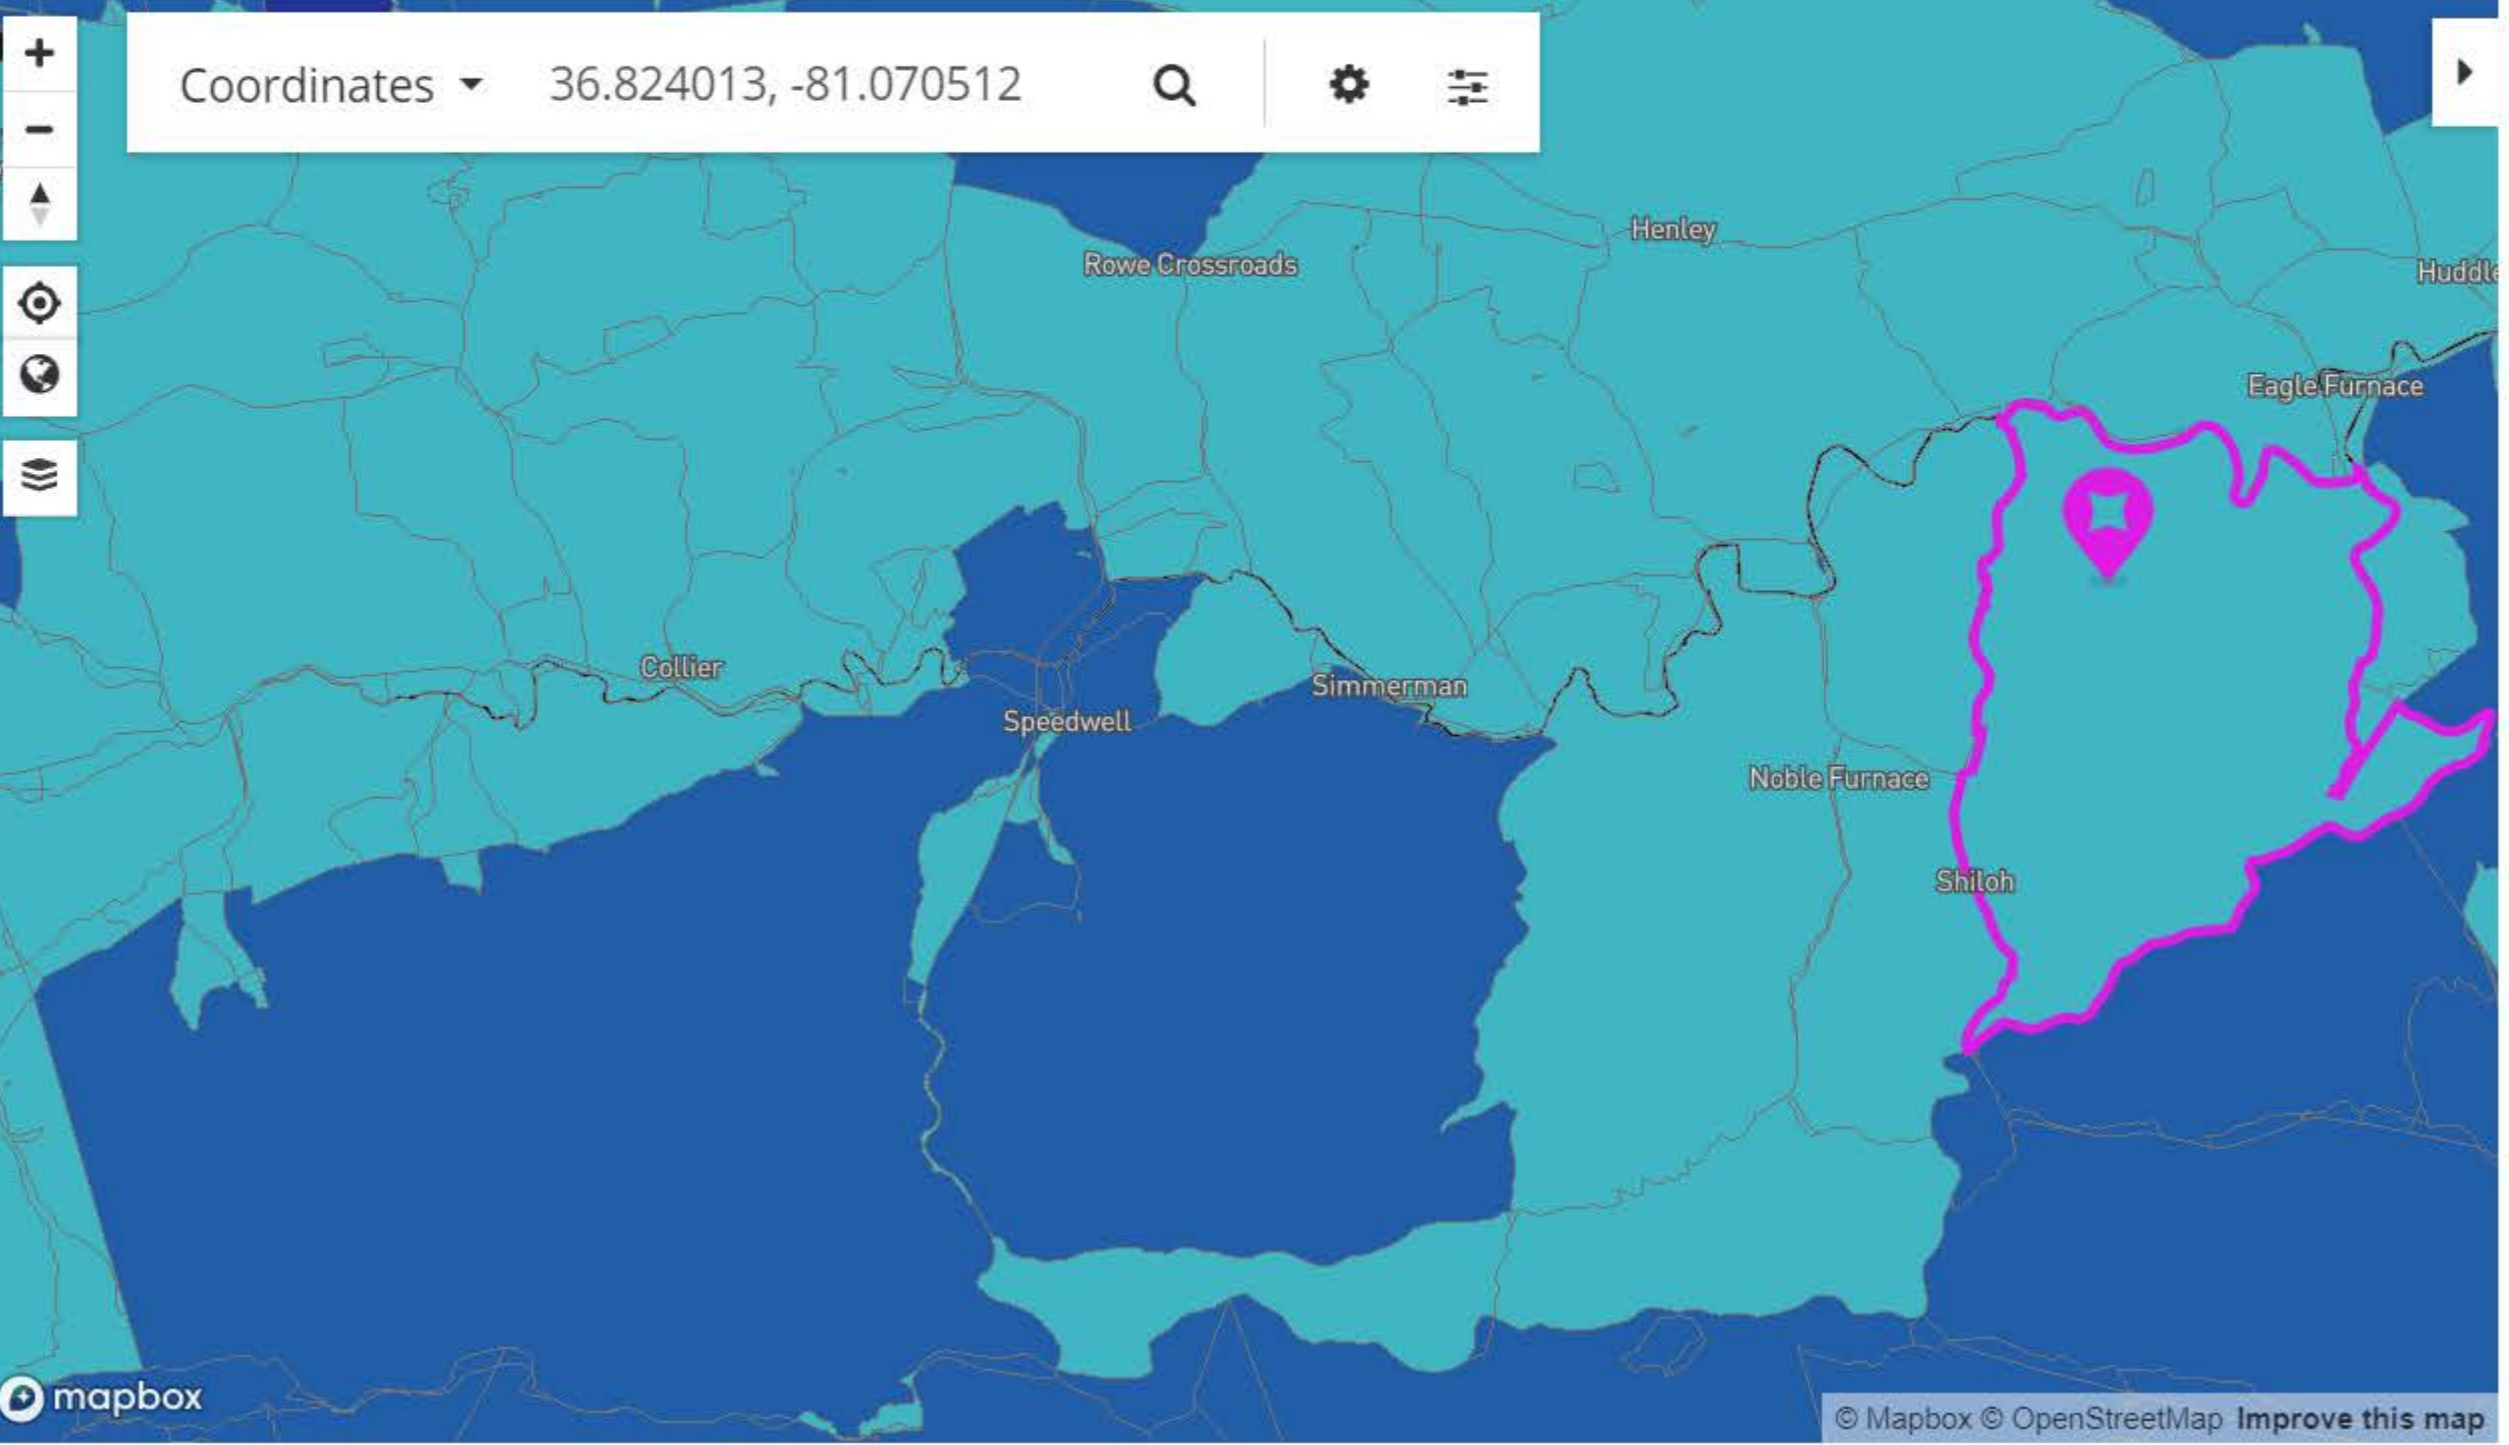 Coordinates 36.824013, -81.070512
Henley
Rowe Crossroads
Huddle
Eagle Furnace
Collier
Simmerman
Speedwell
Noble Furnace
Shiloh
mapbox
© Mapbox © OpenStreetMap Improve this map